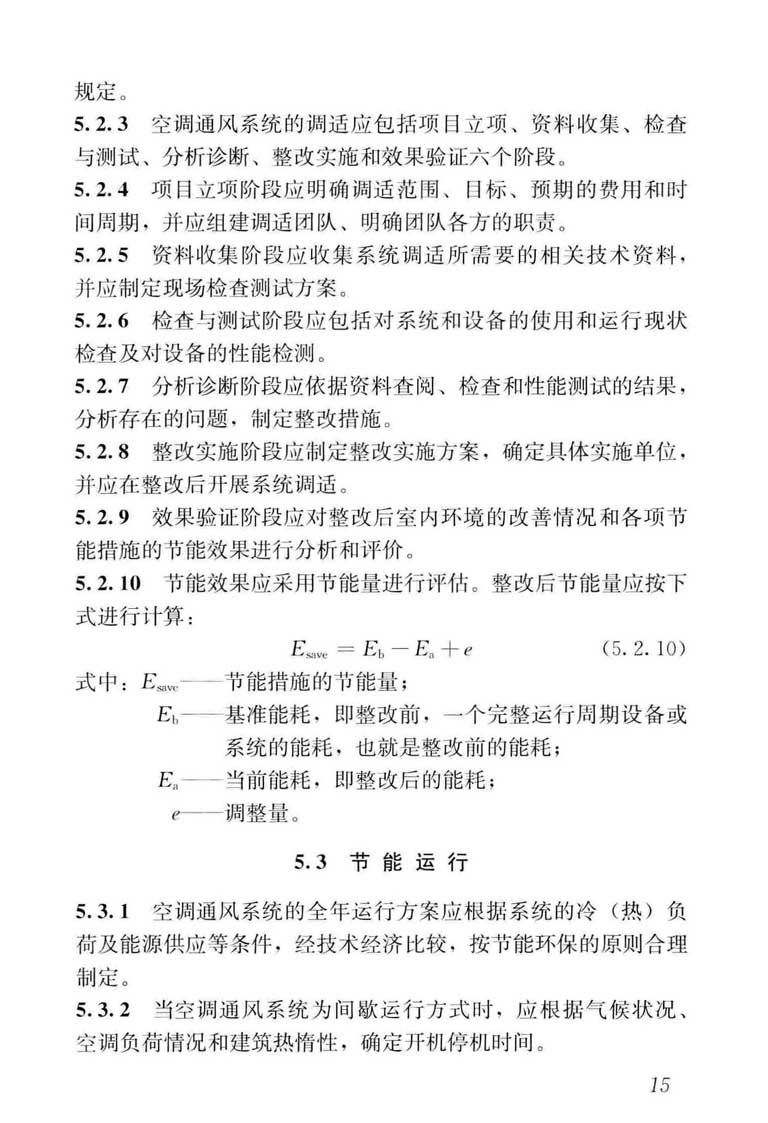 规定。
5.2.3 空调通风系统的调适应包括项目立项、资料收集、检查
与测试、分析诊断、整改实施和效果验证六个阶段。
5.2.4 项目立项阶段应明确调适范围、目标、预期的费用和时
间周期，并应组建调适团队、明确团队各方的职责。
5.2.5 资料收集阶段应收集系统调适所需要的相关技术资料，
并应制定现场检查测试方案。
5.2.6 检查与测试阶段应包括对系统和设备的使用和运行现状
检查及对设备的性能检测。
5.2.7 分析诊断阶段应依据资料查阅、检查和性能测试的结果，
分析存在的问题，制定整改措施。
5.2.8 整改实施阶段应制定整改实施方案，确定具体实施单位，
并应在整改后开展系统调适。
5.2.9 效果验证阶段应对整改后室内环境的改善情况和各项节
能措施的节能效果进行分析和评价。
5.2.10 节能效果应采用节能量进行评估。整改后节能量应按下
式进行计算：
E_save = E_b − E_a + e (5.2.10)
式中：E_save——节能措施的节能量；
E_b——基准能耗，即整改前，一个完整运行周期设备或
系统的能耗，也就是整改前的能耗；
E_a——当前能耗，即整改后的能耗；
e——调整量。
5.3 节能运行
5.3.1 空调通风系统的全年运行方案应根据系统的冷（热）负
荷及能源供应等条件，经技术经济比较，按节能环保的原则合理
制定。
5.3.2 当空调通风系统为间歇运行方式时，应根据气候状况、
空调负荷情况和建筑热惰性，确定开机停机时间。
15